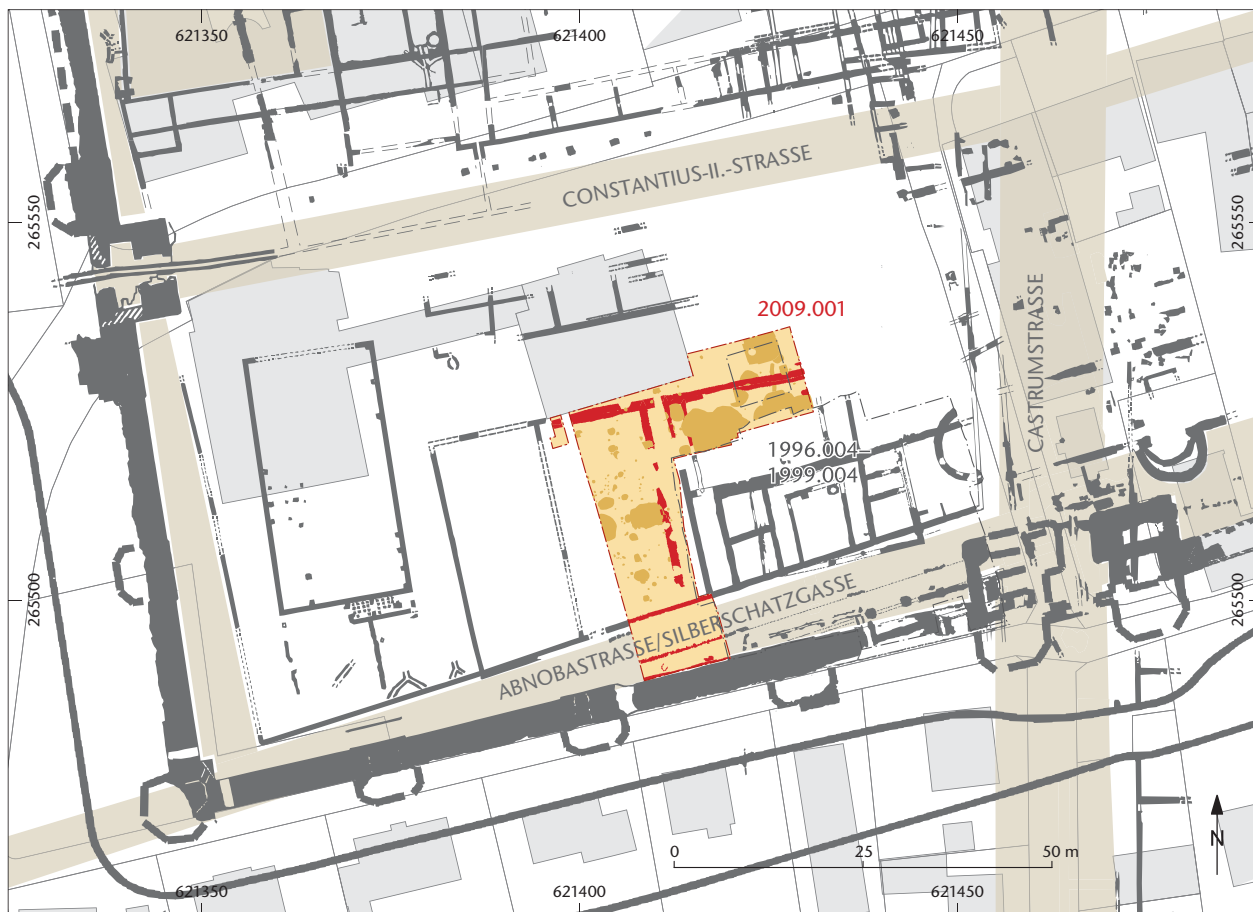 621350
621400
621450
265550
265550
CONSTANTIUS-II.-STRASSE
2009.001
CASTRUMSTRASSE
1996.004–
1999.004
265500
265500
ABNOBASTRASSE/SILBERSCHATZGASSE
N
0 25 50 m
621350
621400
621450